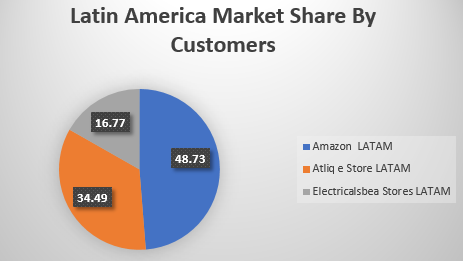 Latin America Market Share By
Customers
16.77
48.73
34.49
Amazon  LATAM
Atliq e Store LATAM
Electricalsbea Stores LATAM